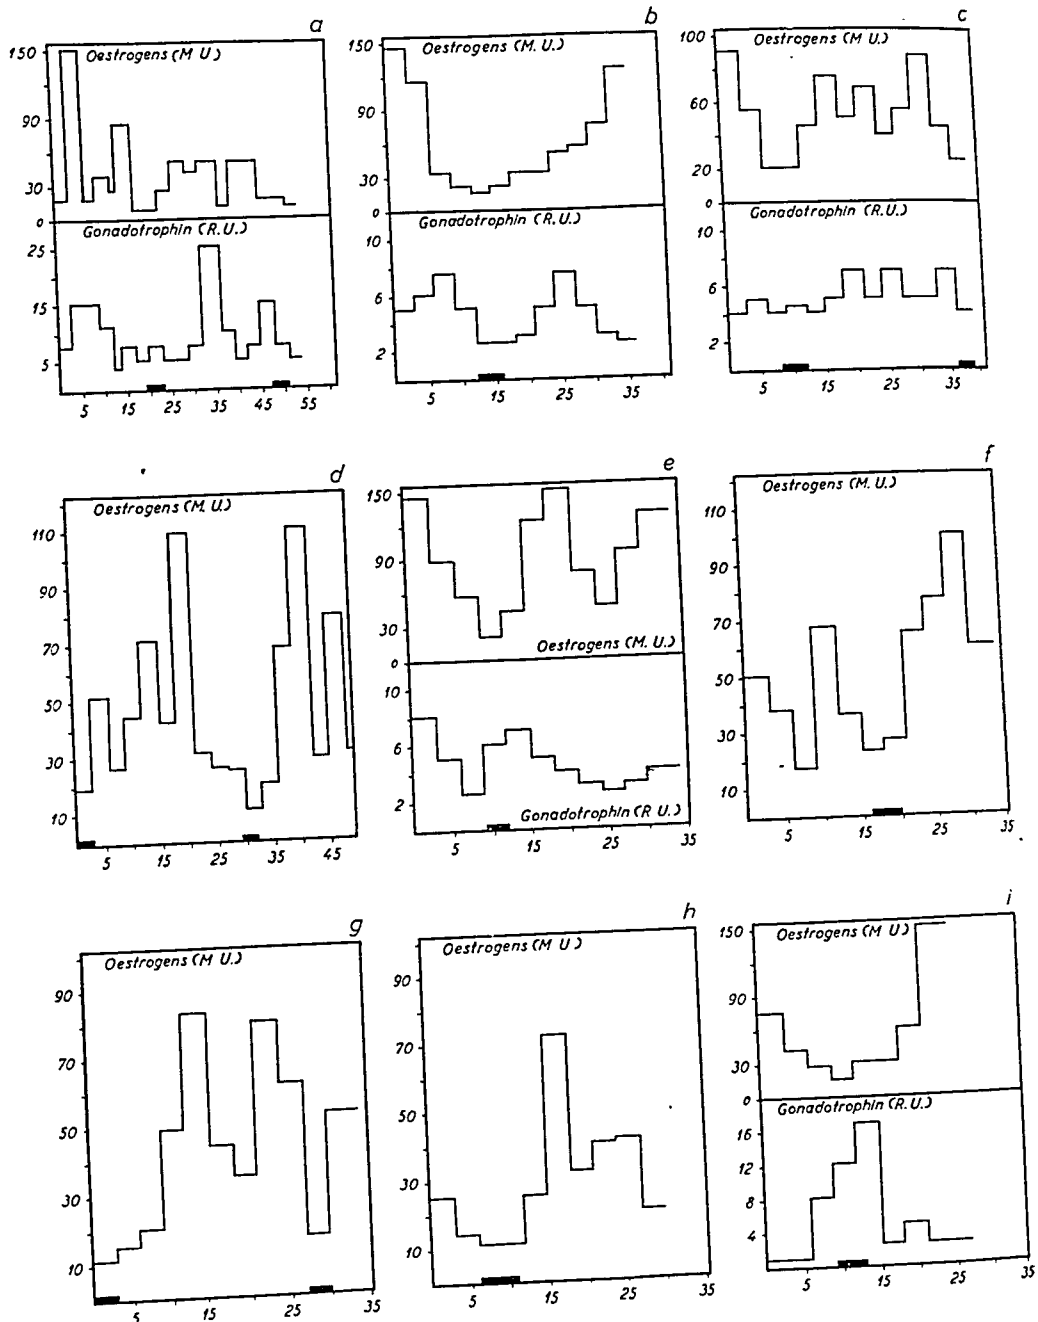 a
Oestrogens (M U)
150
90
30
0
Gonadotrophin (R.U.)
25
15
5
5 15 25 35 45 55
b
Oestrogens (M.U.)
150
90
30
0
Gonadotrophin (R.U.)
10
6
2
5 15 25 35
c
100
Oestrogens (M.U.)
60
20
0
Gonadotrophin (R.U.)
10
6
2
5 15 25 35
d
Oestrogens (M.U.)
110
90
70
50
30
10
5 15 25 35 45
e
150
90
30
Oestrogens (M.U.)
0
10
6
2
Gonadotrophin (R.U.)
5 15 25 35
f
Oestrogens (M.U.)
110
90
70
50
30
10
5 15 25 35
g
Oestrogens (M U.)
90
70
50
30
10
5 15 25 35
h
Oestrogens (M U.)
90
70
50
30
10
5 15 25 35
i
150
Oestrogens (M U)
90
30
0
Gonadotrophin (R.U.)
16
12
8
4
5 15 25 35